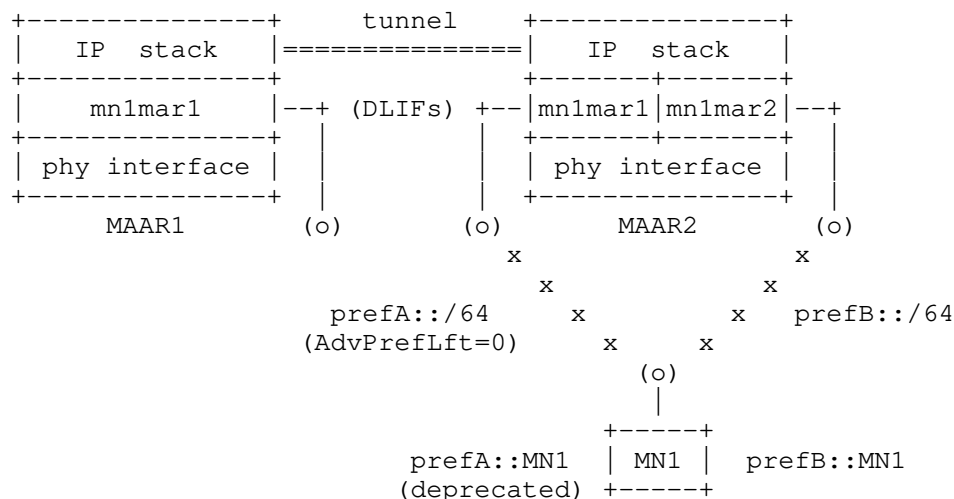 +---------------+      tunnel      +---------------+
|   IP  stack   |===============|   IP  stack   |
+---------------+                +-------+-------+
|    mn1mar1    |--+ (DLIFs) +--|mn1mar1|mn1mar2|--+
+---------------+  |         |  +-------+-------+  |
| phy interface |  |         |  | phy interface |  |
+---------------+  |         |  +---------------+  |
      MAAR1       (o)       (o)       MAAR2       (o)
                                x                 x
                                  x             x
                    prefA::/64      x         x   prefB::/64
                  (AdvPrefLft=0)      x     x
                                        (o)
                                         |
                                      +-----+
                         prefA::MN1   | MN1 |   prefB::MN1
                        (deprecated)  +-----+